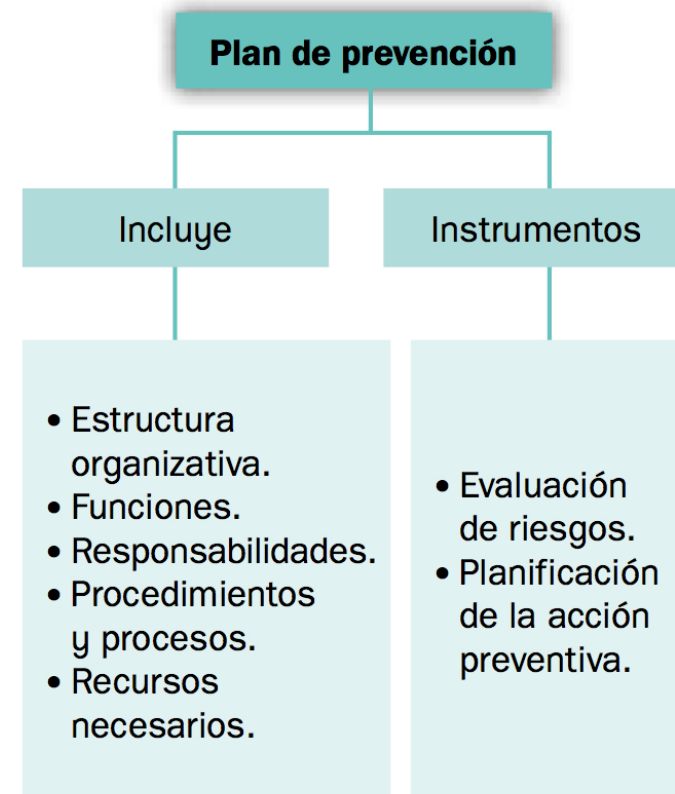 Plan de prevención
Incluye
Instrumentos
• Estructura
organizativa.
• Funciones.
• Responsabilidades.
• Procedimientos
y procesos.
• Recursos
necesarios.
• Evaluación
de riesgos.
• Planificación
de la acción
preventiva.